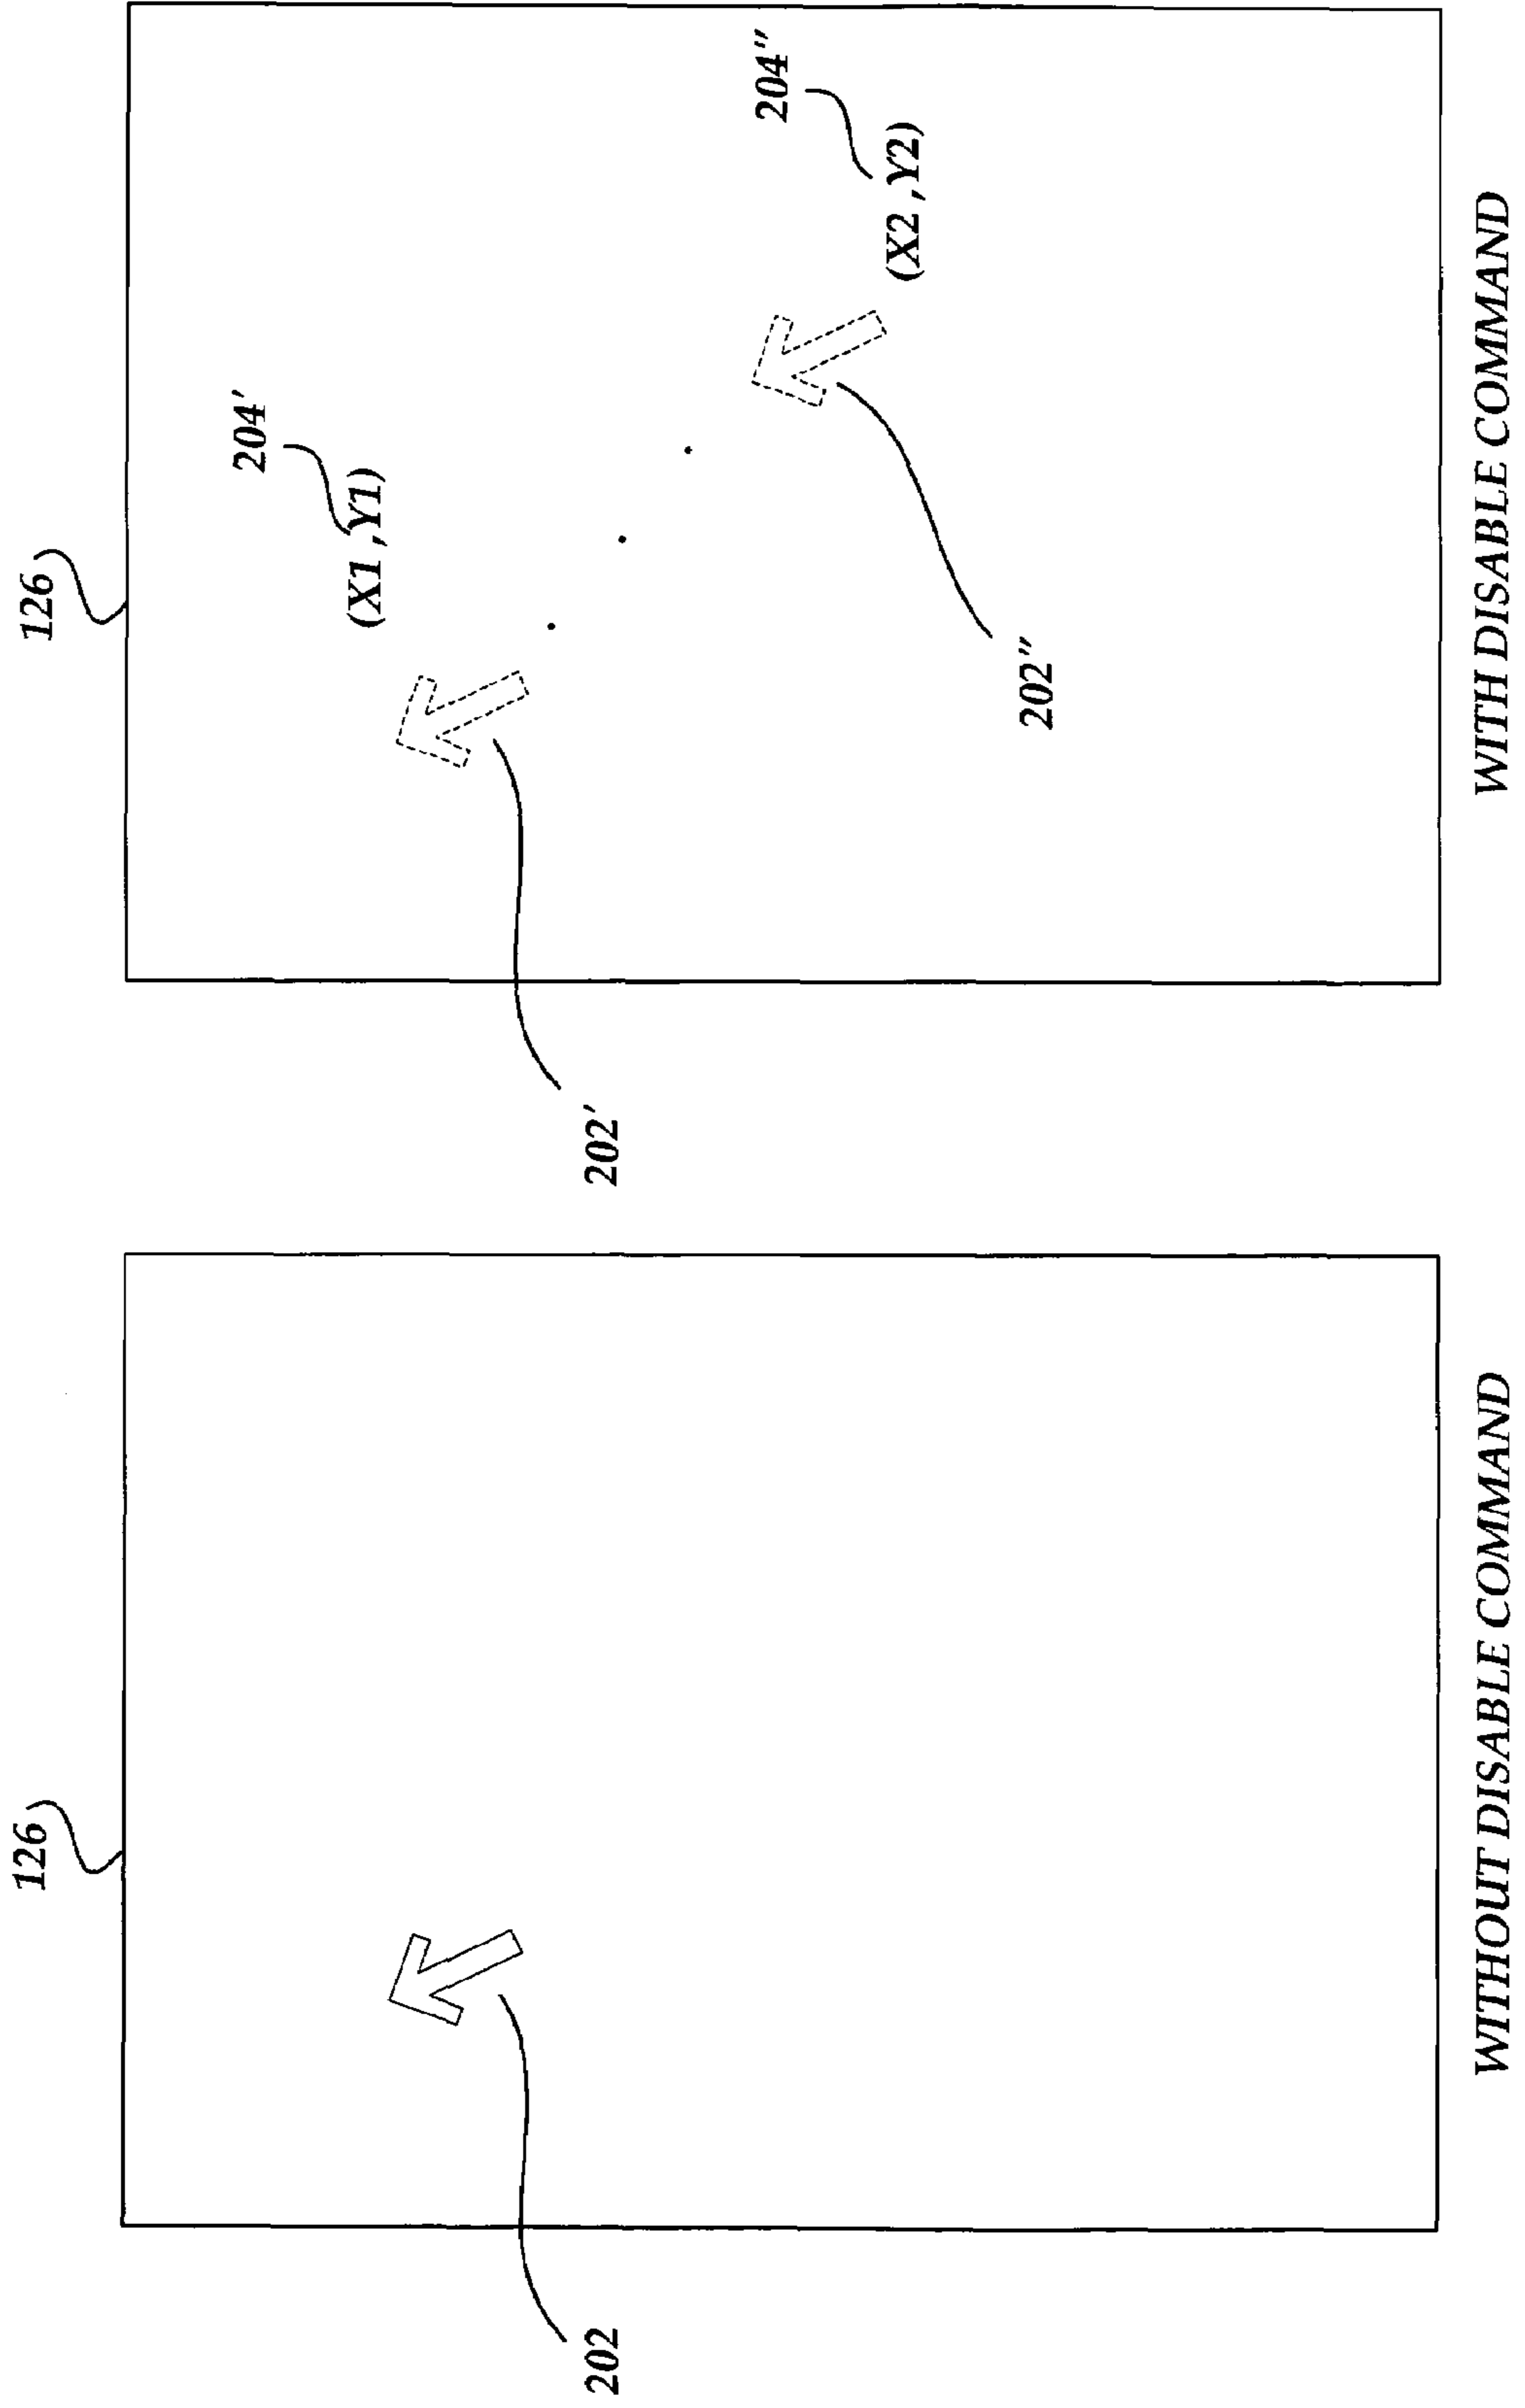 126
202
WITHOUT DISABLE COMMAND
126
204'
(X1 ,Y1)
204"
(X2 ,Y2)
202'
202"
WITH DISABLE COMMAND